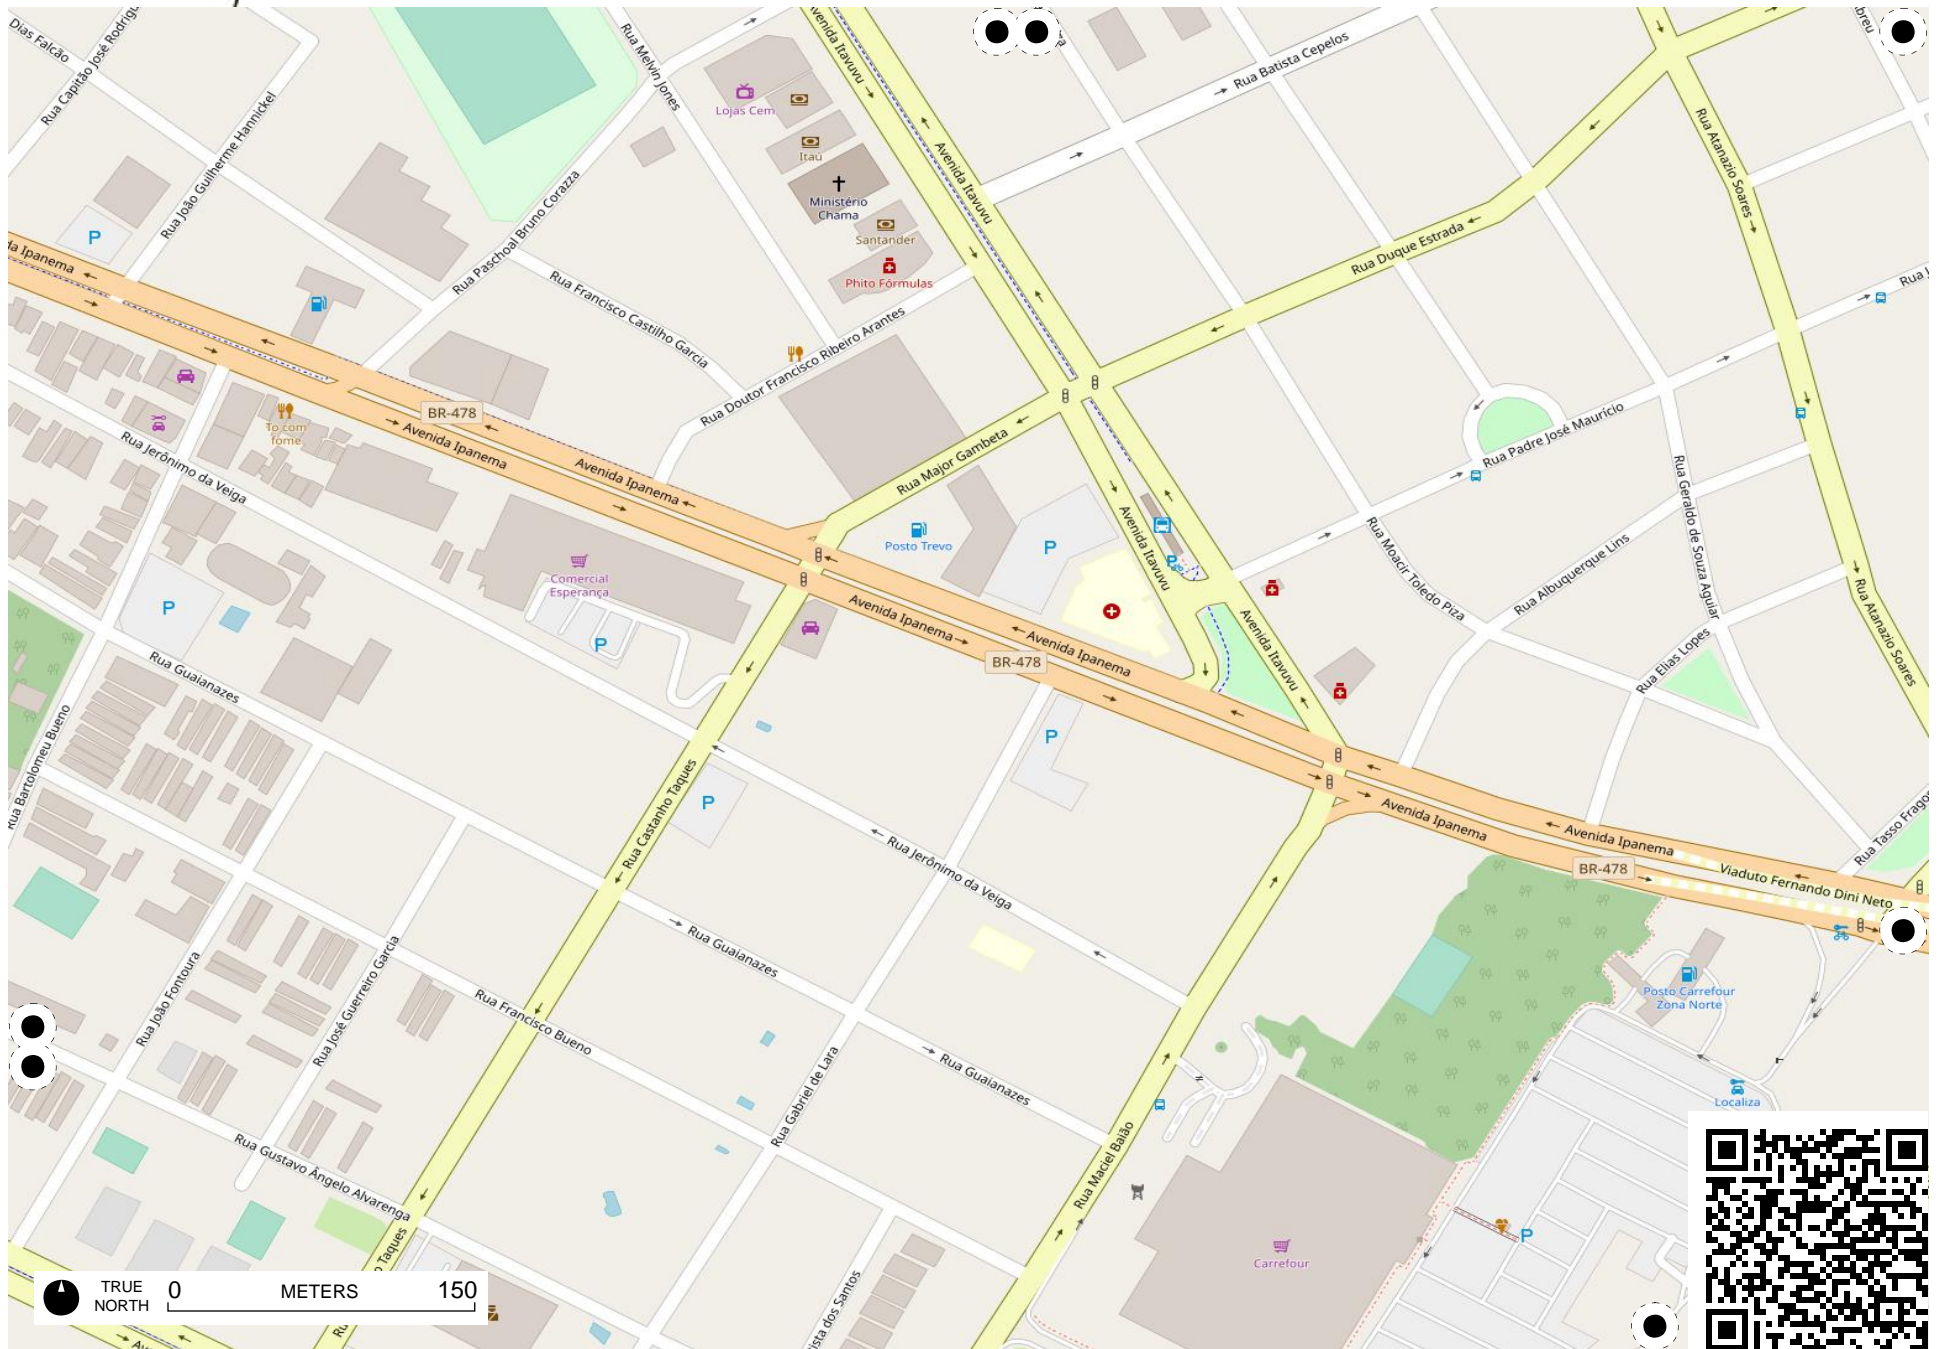 Dias Falcão
Rua Melvin Jones
Avenida Itavuvu
Rua Batista Cepelos
Rua João Guilherme Hannickel
Lojas Cem
Itaú
Avenida Itavuvu
Rua Atanazio Soares
Ministério
Chama
Rua Paschoal Bruno Corazza
Santander
Rua Duque Estrada
P
Ipanema
Phito Fórmulas
Rua Francisco Castilho Garcia
Rua Doutor Francisco Ribeiro Arantes
BR-478
To com
fome
Avenida Ipanema
Rua Jerônimo da Veiga
Avenida Ipanema
Rua Major Gambeta
Rua Padre José Maurício
Rua Geraldo de Souza Aguiar
Posto Trevo
P
Avenida Itavuvu
P
Rua Moacir Toledo Piza
Rua Albuquerque Lins
Comercial
Esperança
P
P
Avenida Ipanema
Avenida Ipanema
BR-478
Avenida Itavuvu
Rua Elias Lopes
Rua Atanazio Soares
Rua Guaianazes
Rua Bartolomeu Bueno
P
P
Rua Castanho Taques
Rua Jerônimo da Veiga
Avenida Ipanema
Avenida Ipanema
BR-478
Viaduto Fernando Dini Neto
Rua Guaianazes
Rua João Fontoura
Rua José Guerreiro Garcia
Rua Francisco Bueno
Rua Gabriel de Lara
Rua Guaianazes
Posto Carrefour
Zona Norte
Localiza
Rua Gustavo Ângelo Alvarenga
Rua Maciel Baião
Carrefour
P
Taques
dos Santos
TRUE
NORTH
0 METERS 150